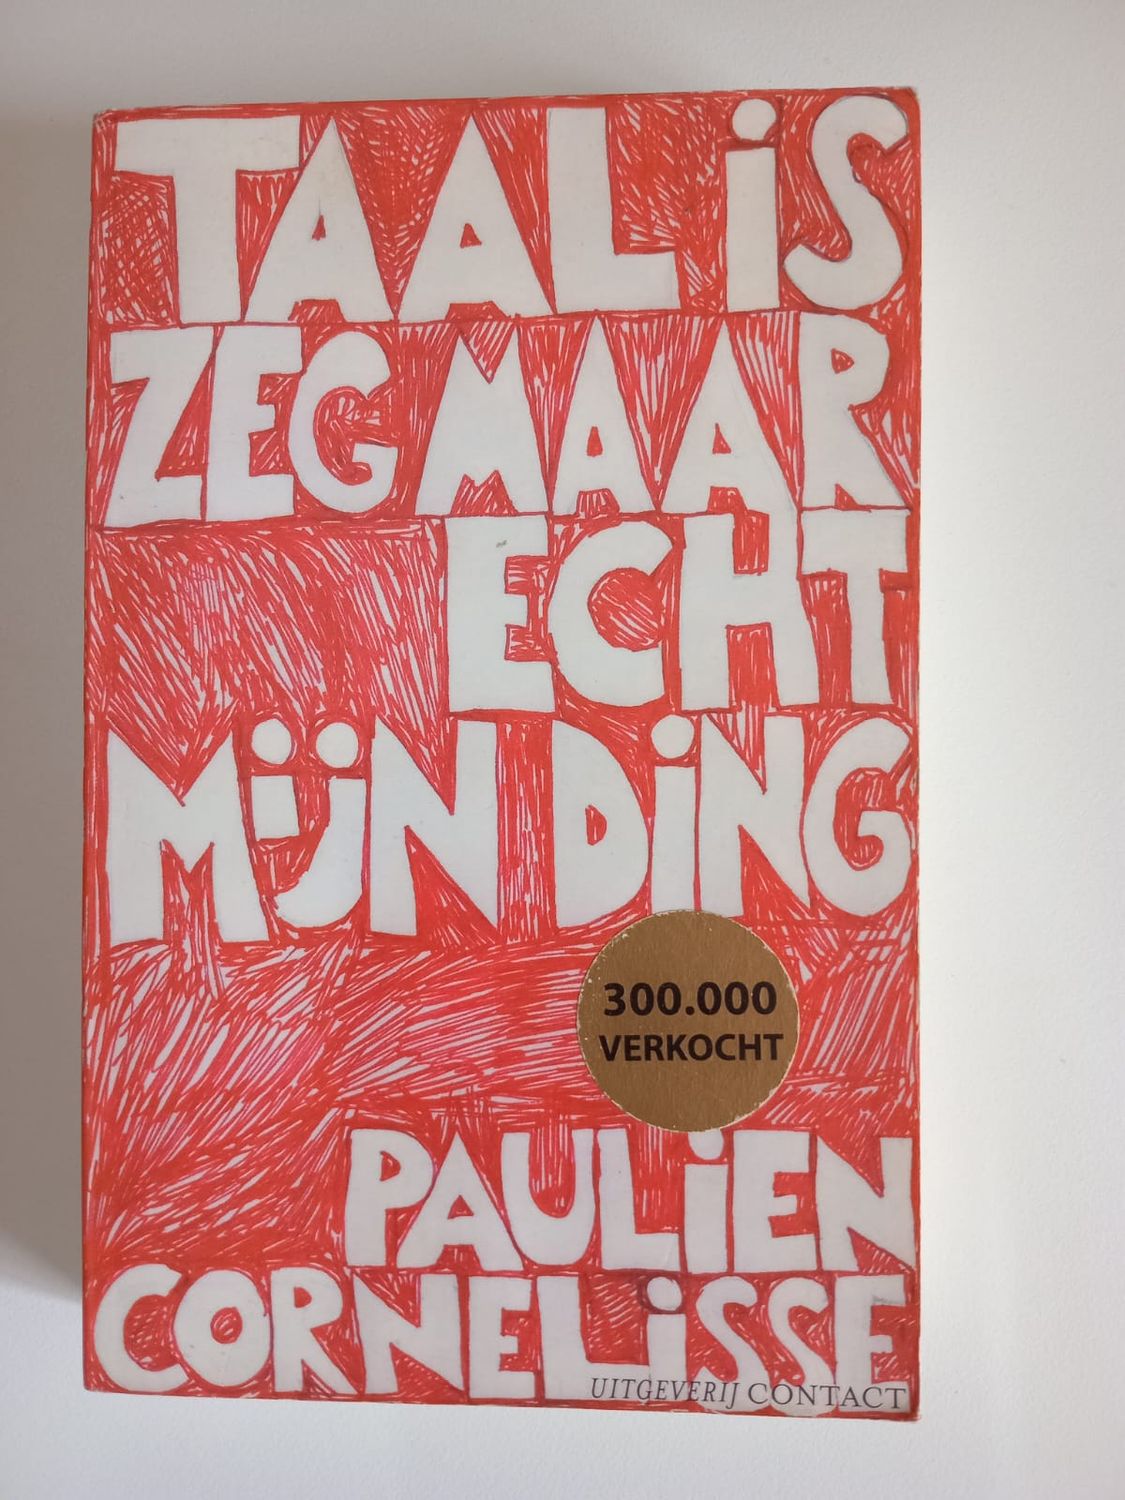 TAAL iS
ZEG MAAR
ECHT
MijN DiNG
300.000
VERKOCHT
PAULiEN
CORNELiSSE
UITGEVERIJ CONTACT